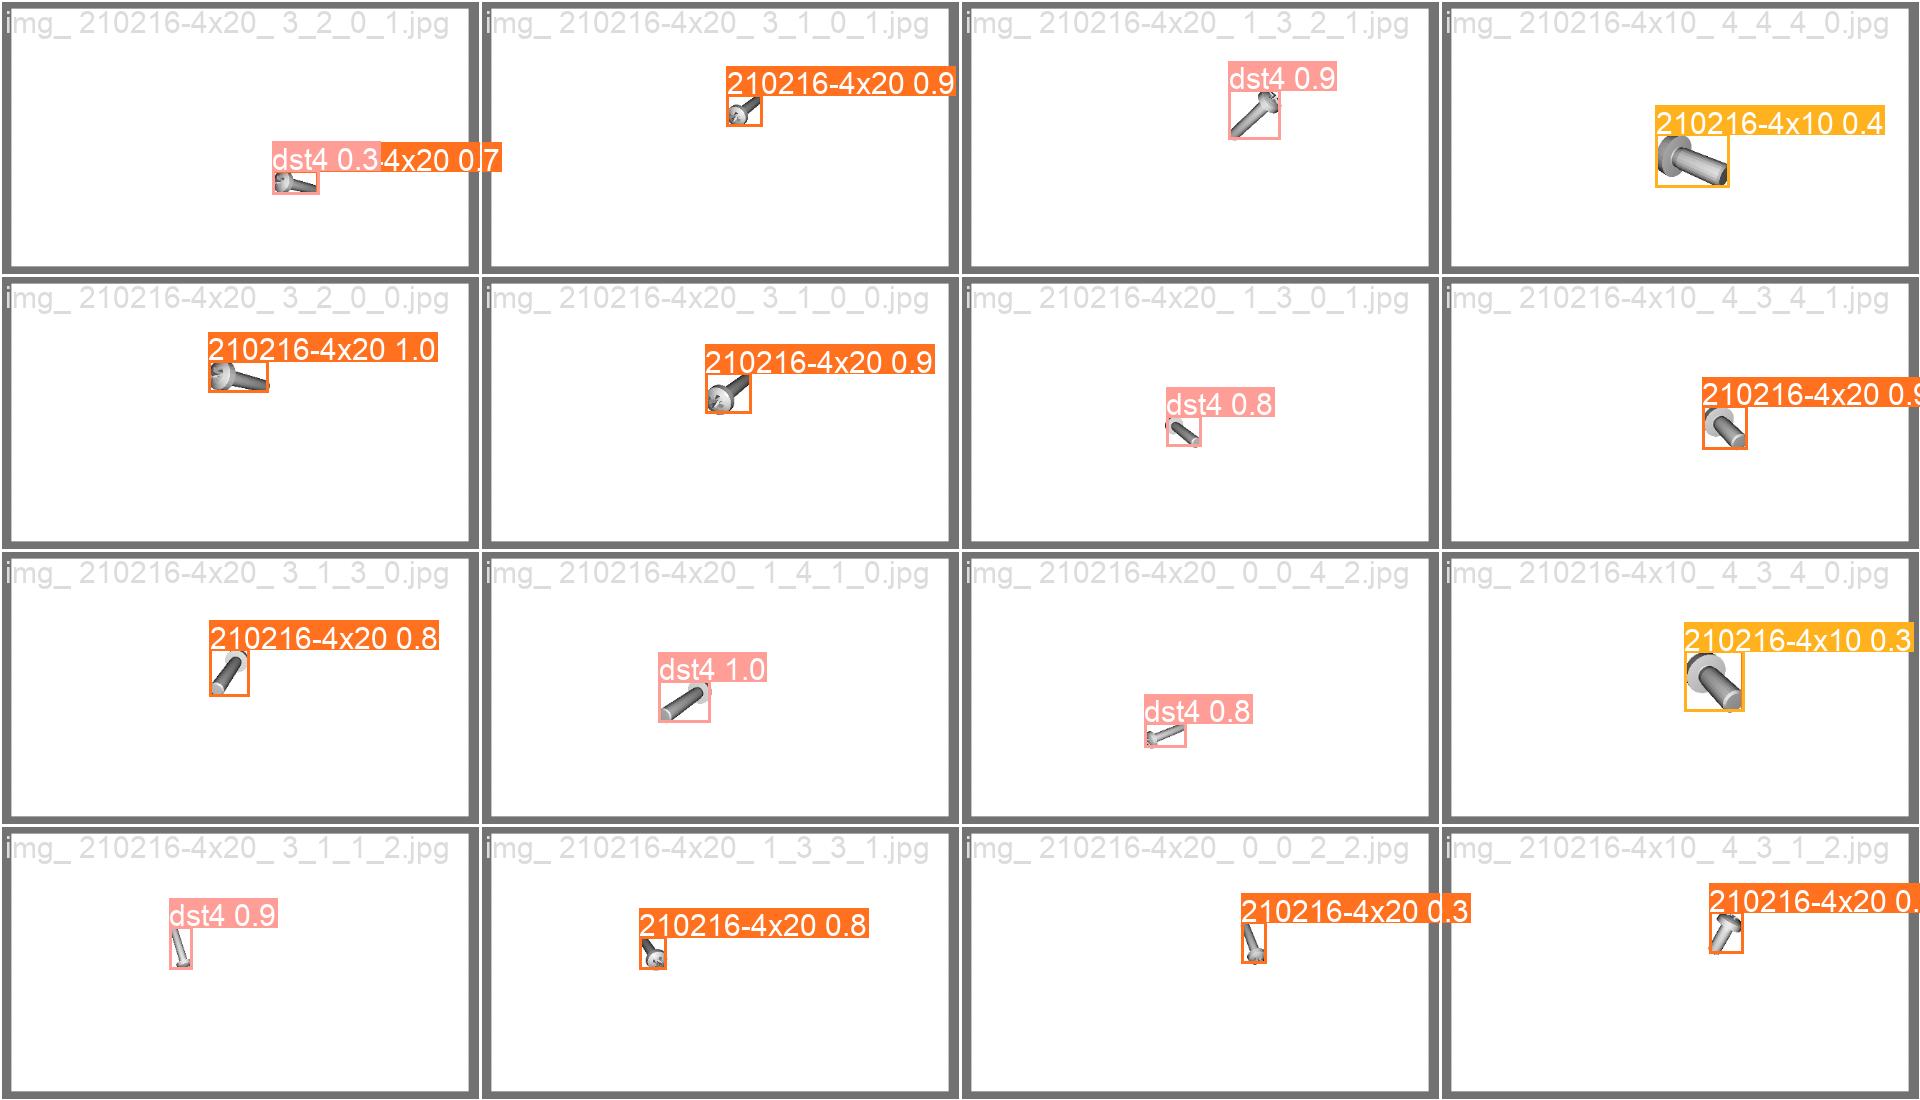 img_ 210216-4x20_ 3_2_0_1.jpg
dst4 0.3
-4x20 0.7
img_ 210216-4x20_ 3_1_0_1.jpg
210216-4x20 0.9
img_ 210216-4x20_ 1_3_2_1.jpg
dst4 0.9
img_ 210216-4x10_ 4_4_4_0.jpg
210216-4x10 0.4
img_ 210216-4x20_ 3_2_0_0.jpg
210216-4x20 1.0
img_ 210216-4x20_ 3_1_0_0.jpg
210216-4x20 0.9
img_ 210216-4x20_ 1_3_0_1.jpg
dst4 0.8
img_ 210216-4x10_ 4_3_4_1.jpg
210216-4x20 0.9
img_ 210216-4x20_ 3_1_3_0.jpg
210216-4x20 0.8
img_ 210216-4x20_ 1_4_1_0.jpg
dst4 1.0
img_ 210216-4x20_ 0_0_4_2.jpg
dst4 0.8
img_ 210216-4x10_ 4_3_4_0.jpg
210216-4x10 0.3
img_ 210216-4x20_ 3_1_1_2.jpg
dst4 0.9
img_ 210216-4x20_ 1_3_3_1.jpg
210216-4x20 0.8
img_ 210216-4x20_ 0_0_2_2.jpg
210216-4x20 0.3
img_ 210216-4x10_ 4_3_1_2.jpg
210216-4x20 0.